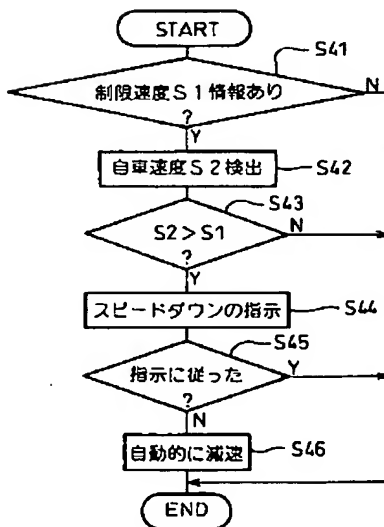 START
S41
制限速度S1情報あり
?
N
Y
自車速度S2検出
S42
S43
S2>S1
?
N
Y
スピードダウンの指示
S44
S45
指示に従った
?
Y
N
自動的に減速
S46
END